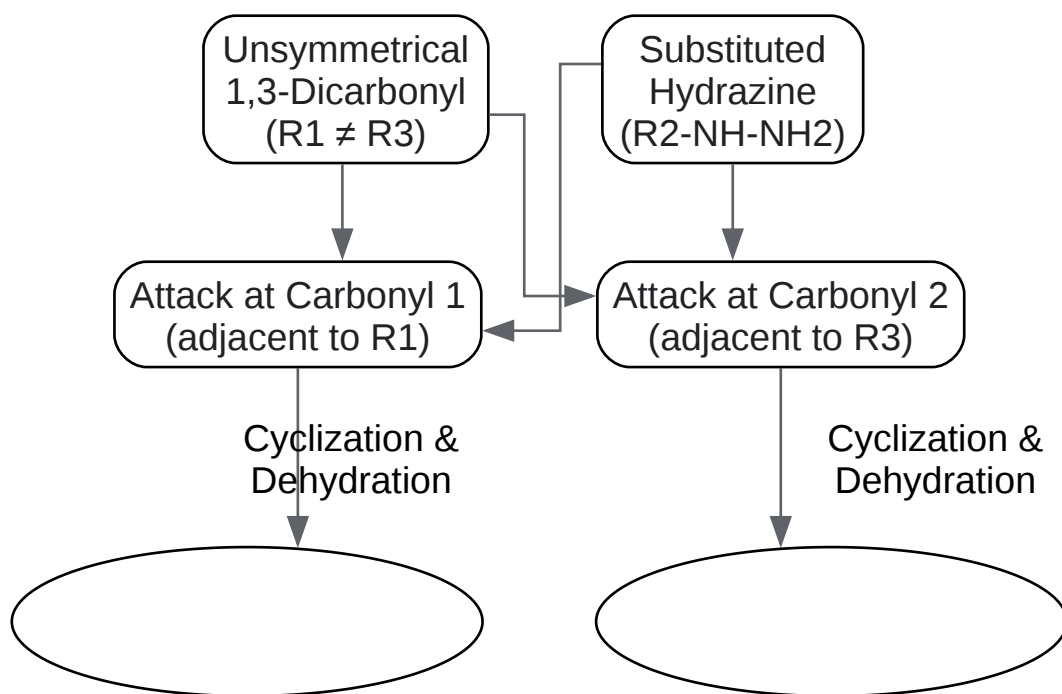 Unsymmetrical
1,3-Dicarbonyl
(R1 ≠ R3)
Substituted
Hydrazine
(R2-NH-NH2)
Attack at Carbonyl 1
(adjacent to R1)
Attack at Carbonyl 2
(adjacent to R3)
Cyclization &
Dehydration
Cyclization &
Dehydration